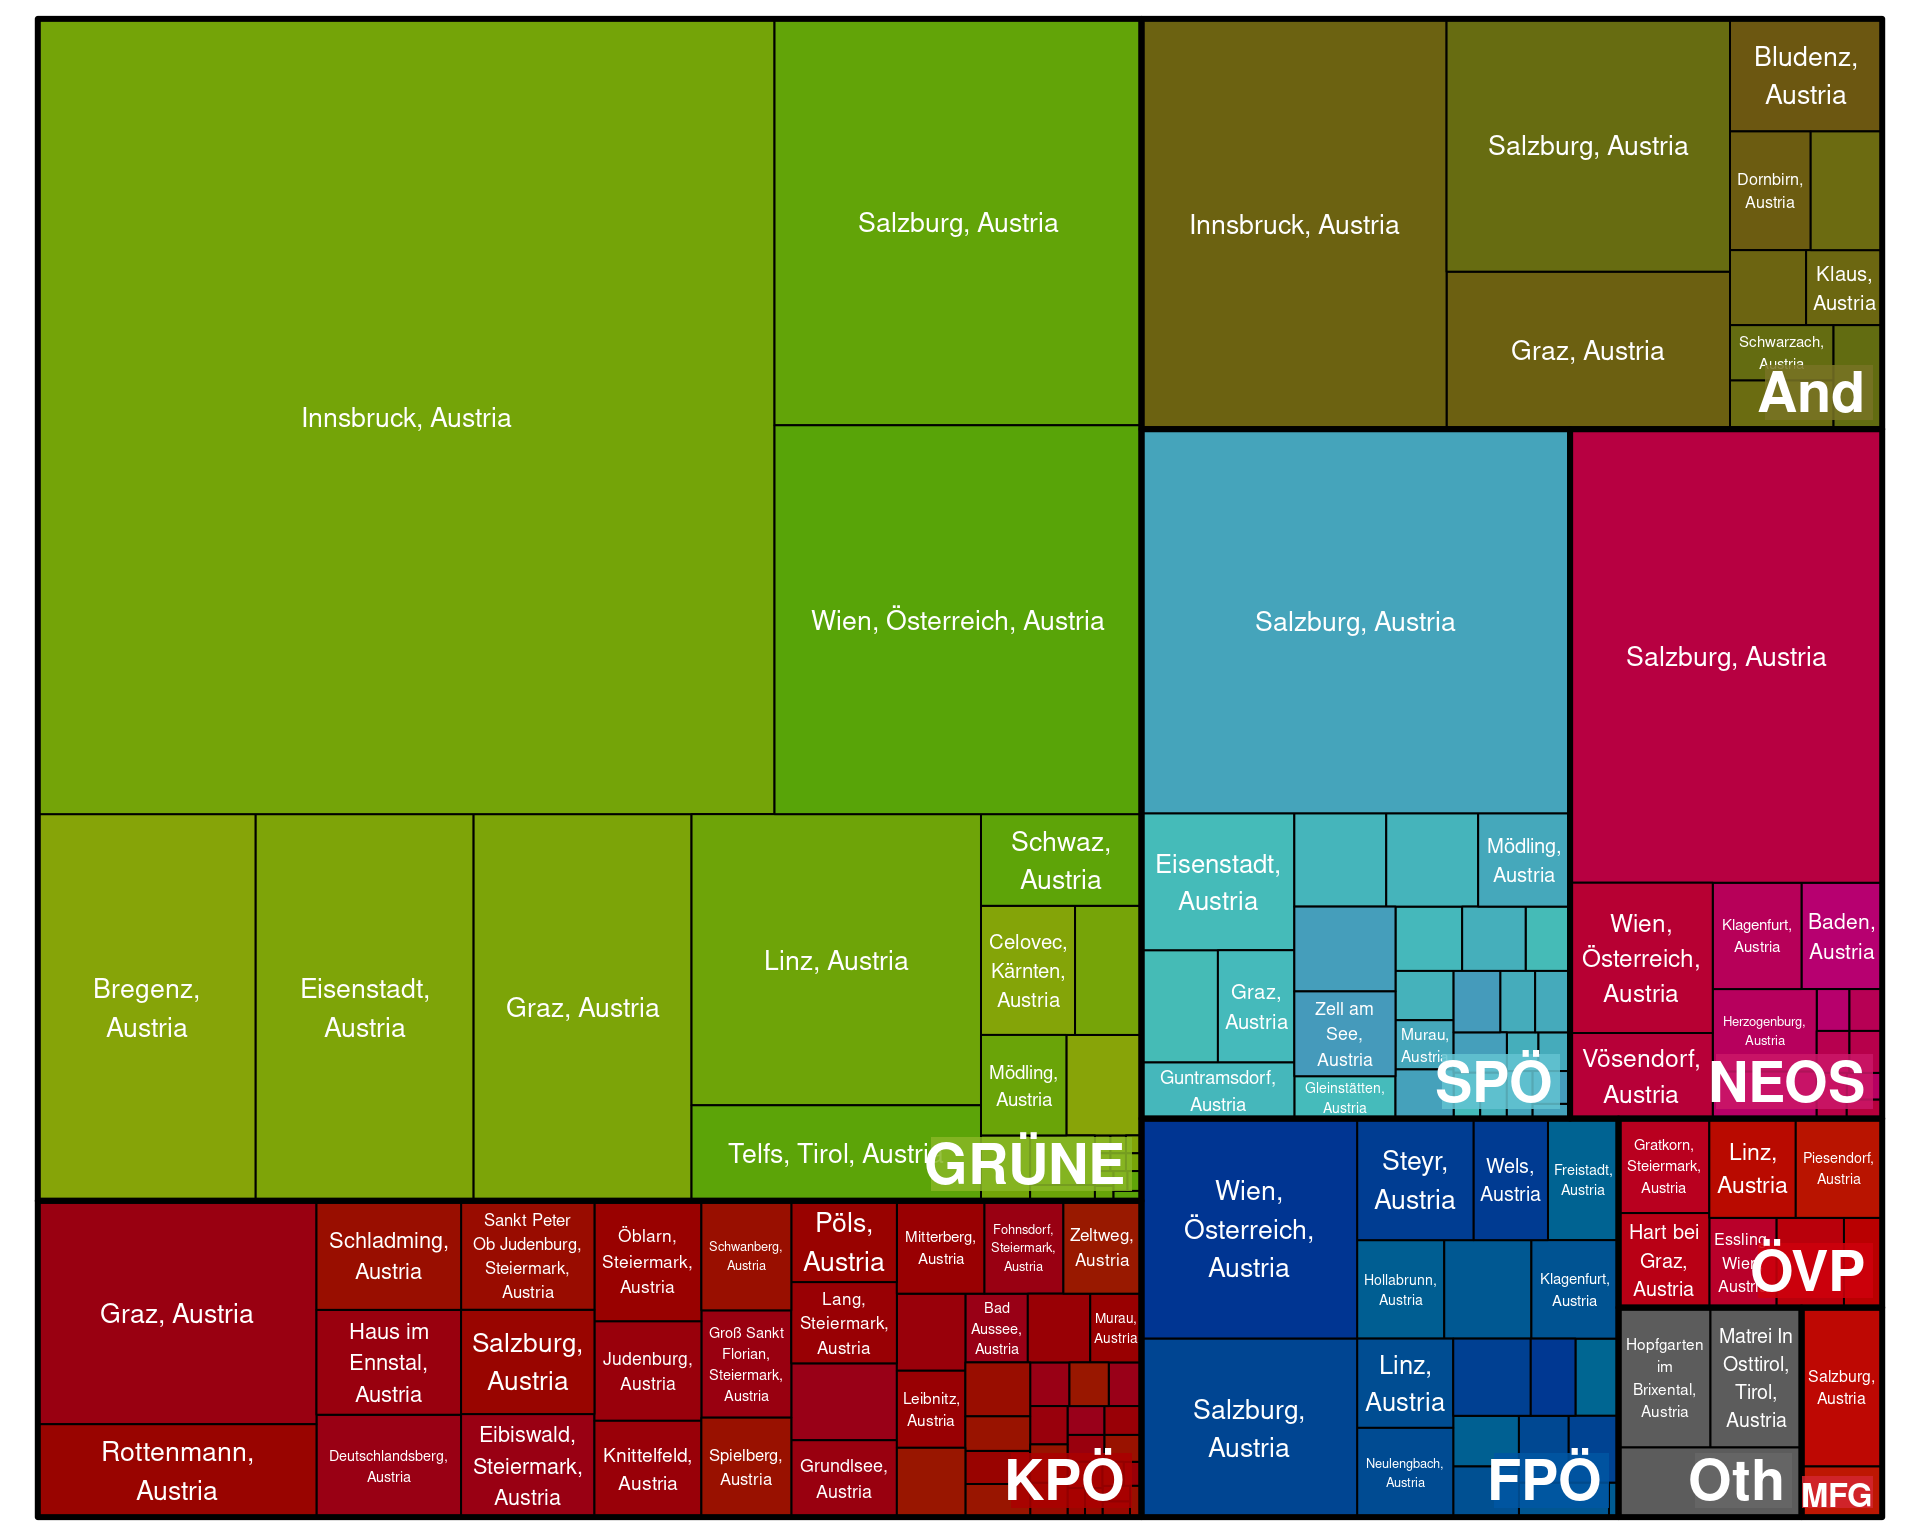 Innsbruck, Austria
Salzburg, Austria
Wien, Österreich, Austria
Bregenz,
Austria
Eisenstadt,
Austria
Graz, Austria
Linz, Austria
Telfs, Tirol, Austria
Schwaz,
Austria
Celovec,
Kärnten,
Austria
Mödling,
Austria
GRÜNE
Innsbruck, Austria
Salzburg, Austria
Graz, Austria
Bludenz,
Austria
Dornbirn,
Austria
Klaus,
Austria
Schwarzach,
Austria
And
Salzburg, Austria
Eisenstadt,
Austria
Mödling,
Austria
Graz,
Austria
Zell am
See,
Austria
Murau,
Austria
Guntramsdorf,
Austria
Gleinstätten,
Austria
SPÖ
Salzburg, Austria
Wien,
Österreich,
Austria
Klagenfurt,
Austria
Baden,
Austria
Herzogenburg,
Austria
Vösendorf,
Austria
NEOS
Graz, Austria
Rottenmann,
Austria
Schladming,
Austria
Haus im
Ennstal,
Austria
Deutschlandsberg,
Austria
Sankt Peter
Ob Judenburg,
Steiermark,
Austria
Salzburg,
Austria
Eibiswald,
Steiermark,
Austria
Öblarn,
Steiermark,
Austria
Judenburg,
Austria
Knittelfeld,
Austria
Schwanberg,
Austria
Groß Sankt
Florian,
Steiermark,
Austria
Spielberg,
Austria
Pöls,
Austria
Lang,
Steiermark,
Austria
Grundlsee,
Austria
Mitterberg,
Austria
Fohnsdorf,
Steiermark,
Austria
Zeltweg,
Austria
Bad
Aussee,
Austria
Murau,
Austria
Leibnitz,
Austria
KPÖ
Wien,
Österreich,
Austria
Salzburg,
Austria
Steyr,
Austria
Wels,
Austria
Freistadt,
Austria
Hollabrunn,
Austria
Klagenfurt,
Austria
Linz,
Austria
Neulengbach,
Austria
FPÖ
Gratkorn,
Steiermark,
Austria
Linz,
Austria
Piesendorf,
Austria
Hart bei
Graz,
Austria
Essling,
Wien,
Austria
ÖVP
Hopfgarten
im
Brixental,
Austria
Matrei In
Osttirol,
Tirol,
Austria
Oth
Salzburg,
Austria
MFG